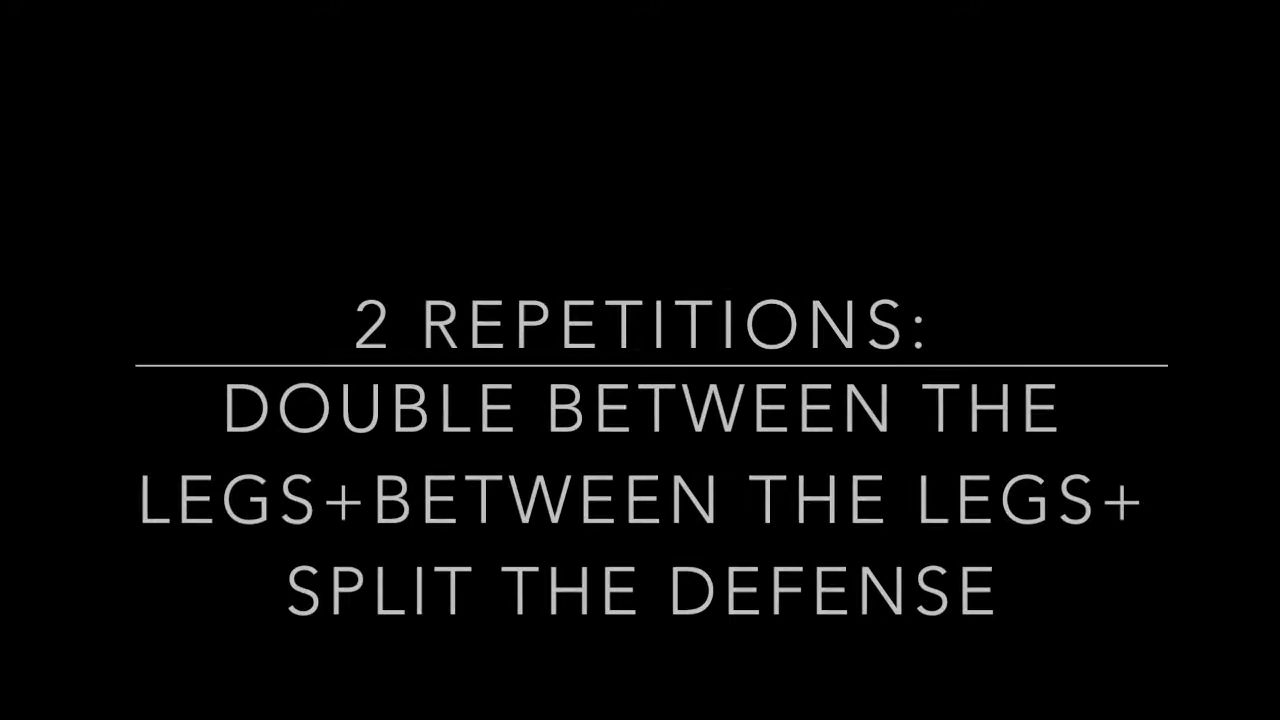 2 REPETITIONS:
DOUBLE BETWEEN THE
LEGS+BETWEEN THE LEGS+
SPLIT THE DEFENSE